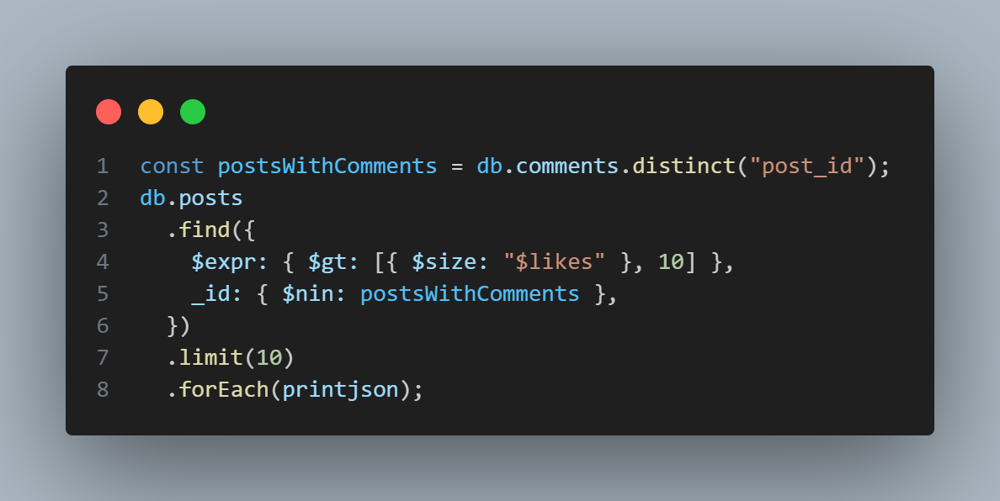 1 const postsWithComments = db.comments.distinct("post_id");
2 db.posts
3   .find({
4     $expr: { $gt: [{ $size: "$likes" }, 10] },
5     _id: { $nin: postsWithComments },
6   })
7   .limit(10)
8   .forEach(printjson);